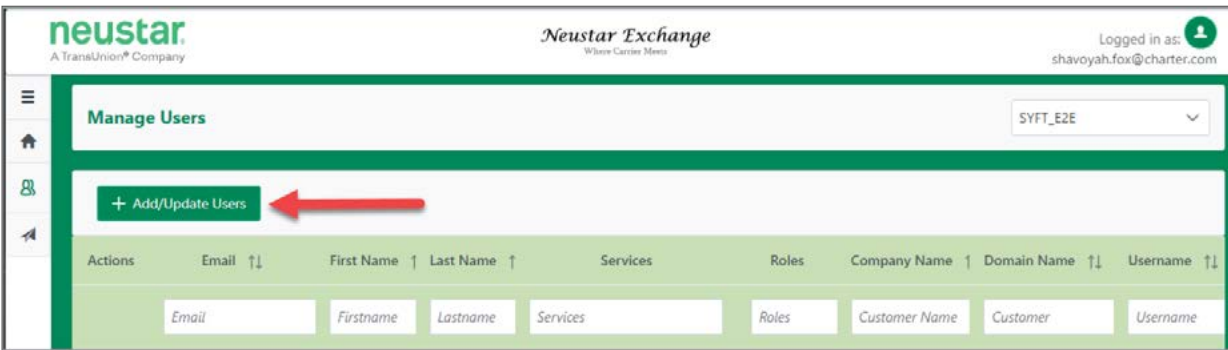 neustar
A TransUnion® Company
Neustar Exchange
Where Carrier Meets
Logged in as:
shavoyah.fox@charter.com
Manage Users
SYFT_E2E
+ Add/Update Users
Actions Email ↑↓ First Name ↑ Last Name ↑ Services Roles Company Name ↑ Domain Name ↑↓ Username ↑↓
Email Firstname Lastname Services Roles Customer Name Customer Username